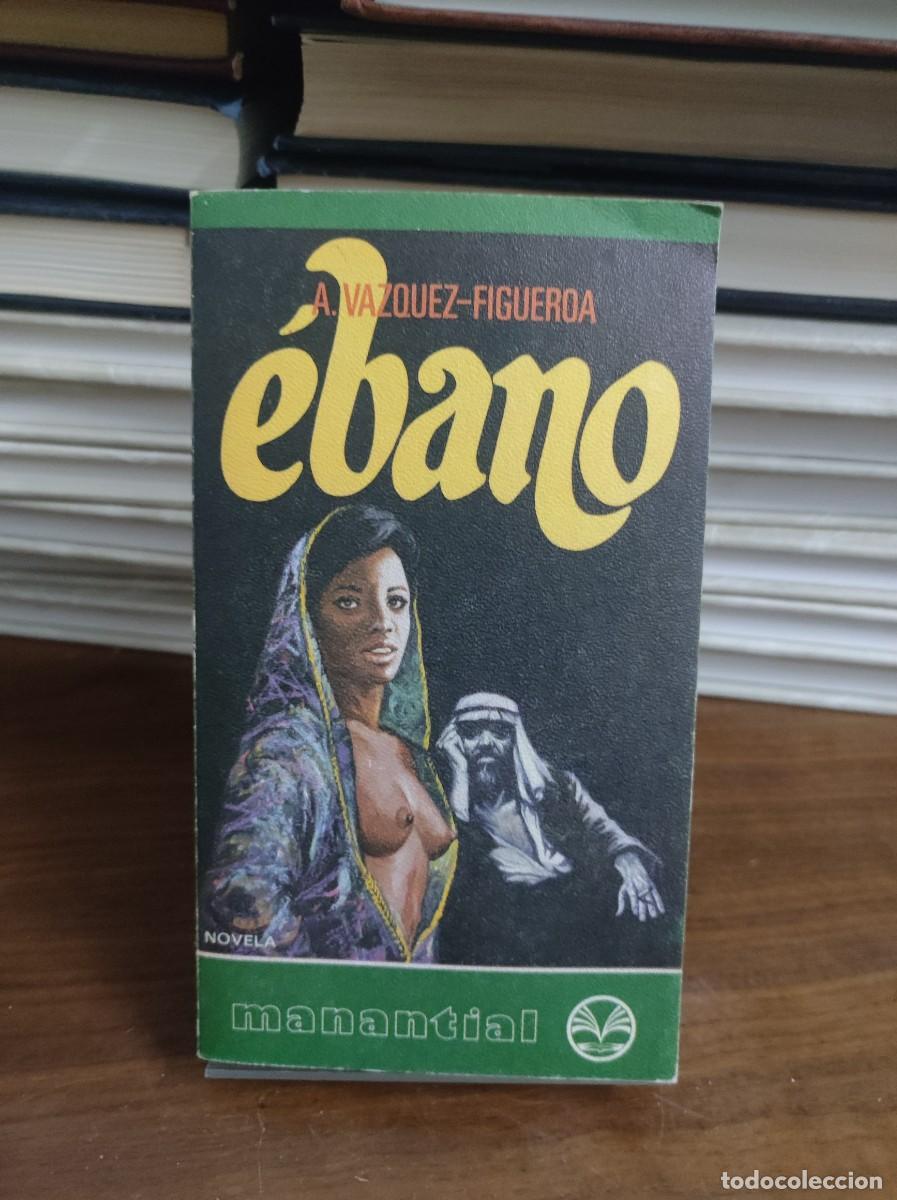 A. VAZQUEZ-FIGUEROA
ébano
NOVELA
manantial
todocoleccion